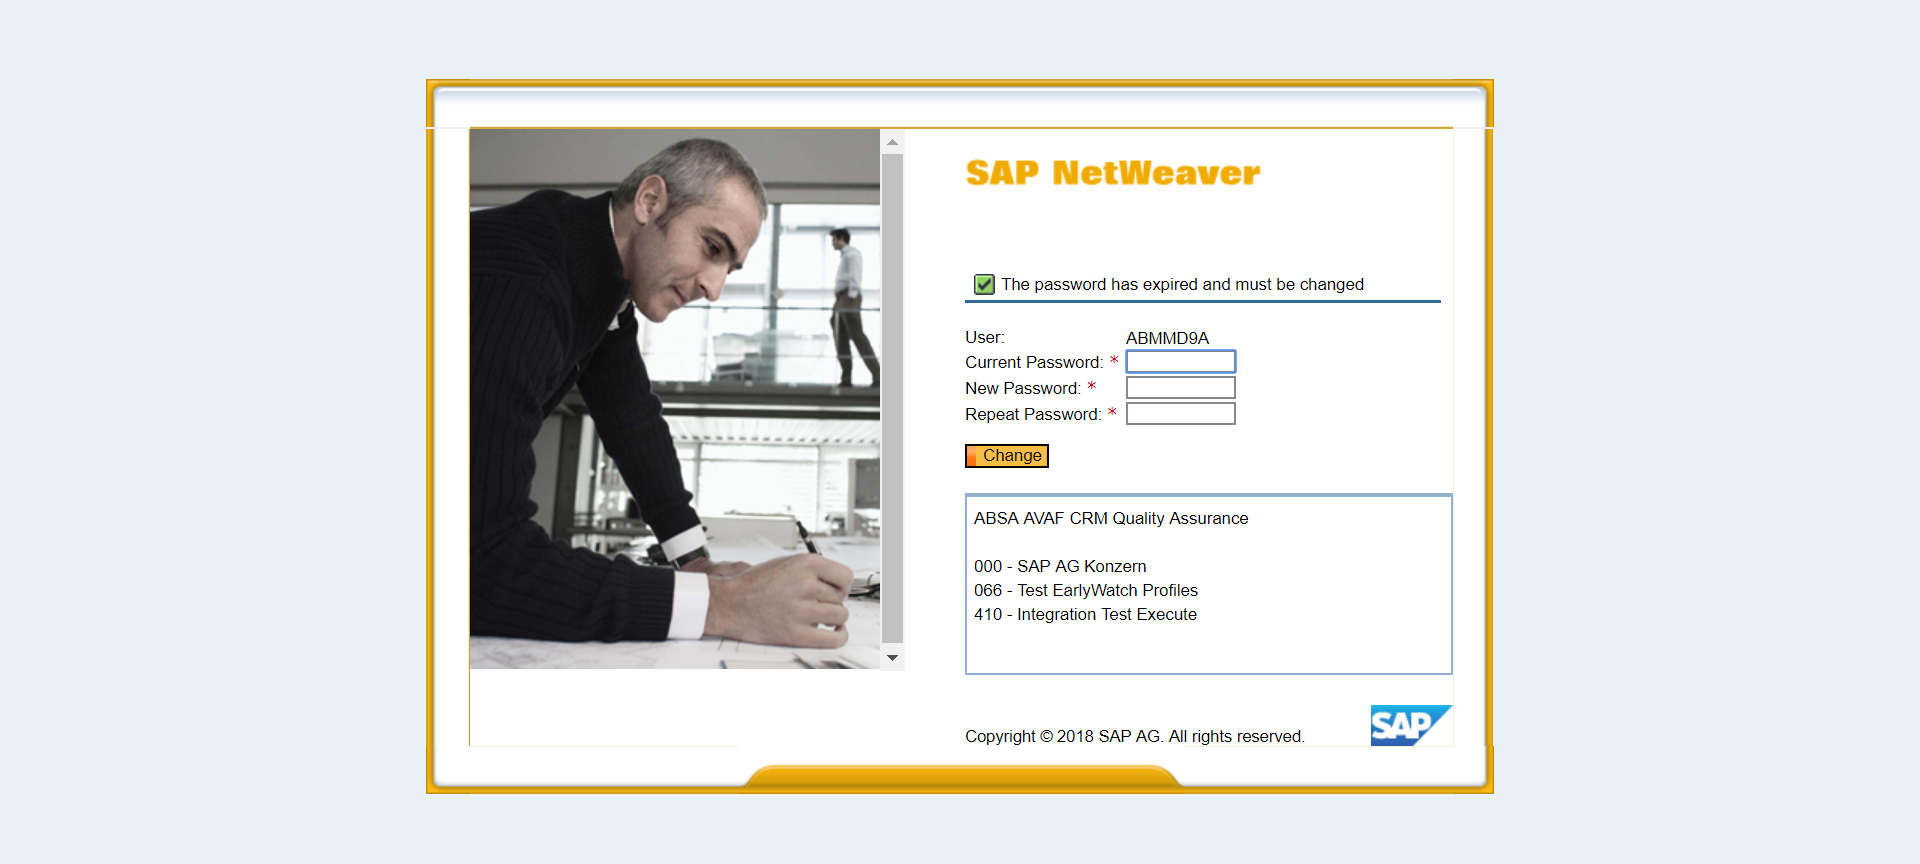 SAP NetWeaver
The password has expired and must be changed
User: ABMMD9A
Current Password: *
New Password: *
Repeat Password: *
Change
ABSA AVAF CRM Quality Assurance
000 - SAP AG Konzern
066 - Test EarlyWatch Profiles
410 - Integration Test Execute
Copyright © 2018 SAP AG. All rights reserved.
SAP